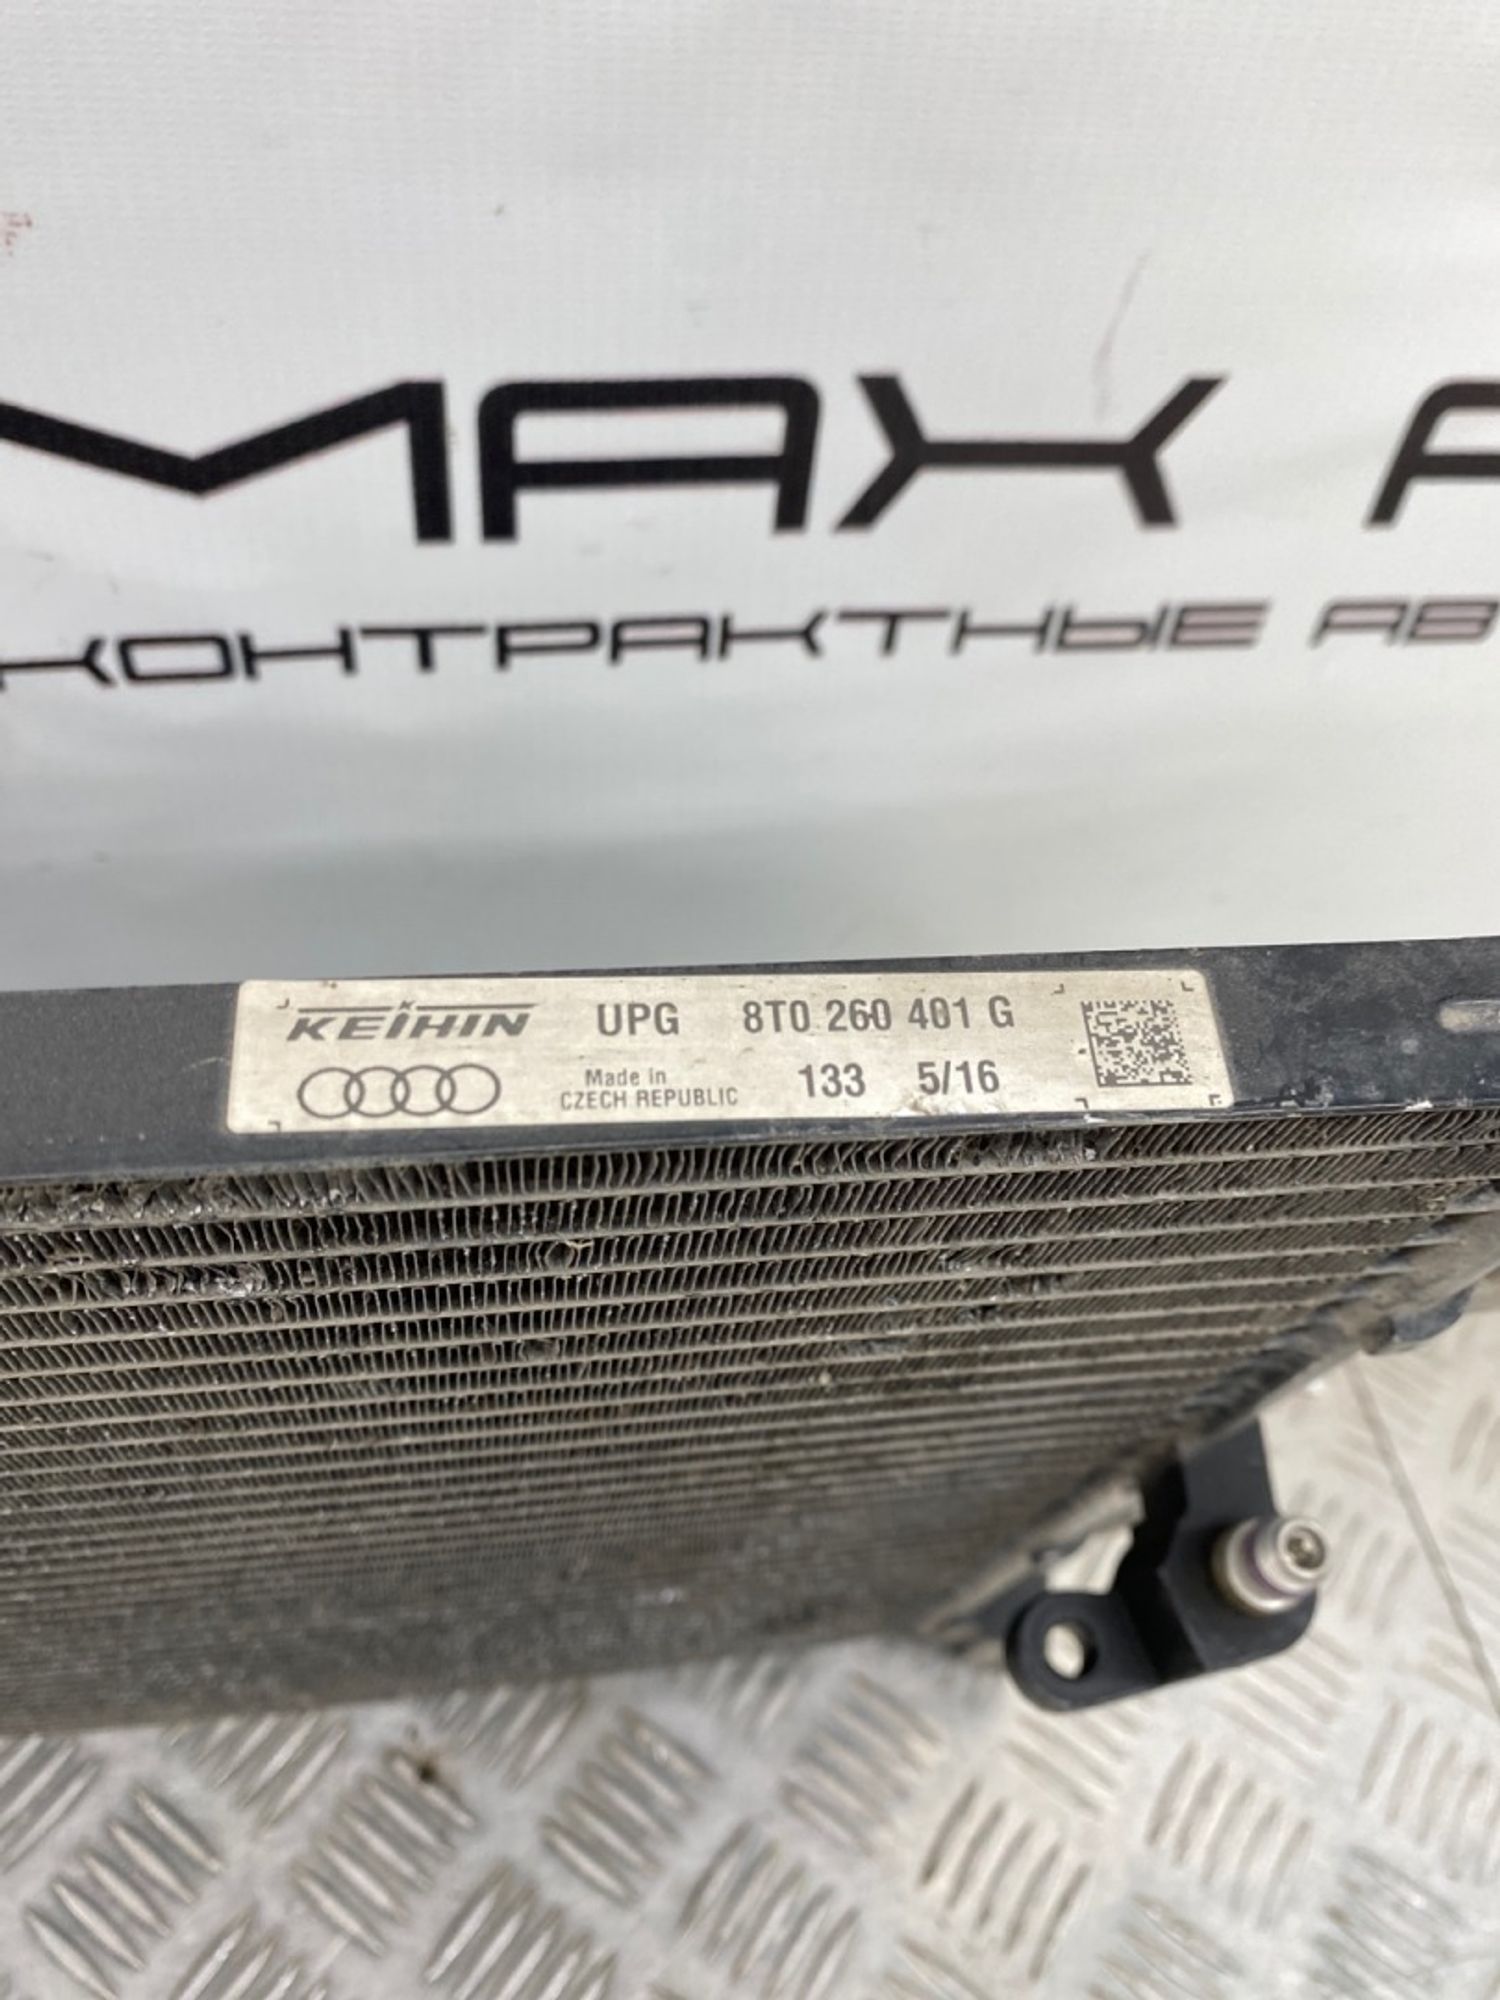 MAX A
КОНТРАКТНЫЕ АВ
KEIHIN UPG 8T0 260 401 G
Made in
CZECH REPUBLIC 133 5/16